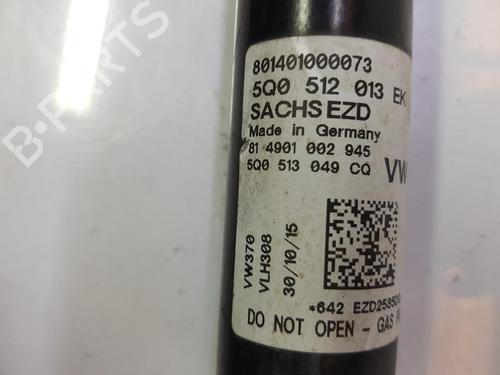 B-PARTS
801401000073
5Q0 512 013 EK
SACHS EZD
Made in Germany
81 4901 002 945
5Q0 513 049 CQ VW
VW370
VLH308
30/10/15
*642
DO NOT OPEN - GAS